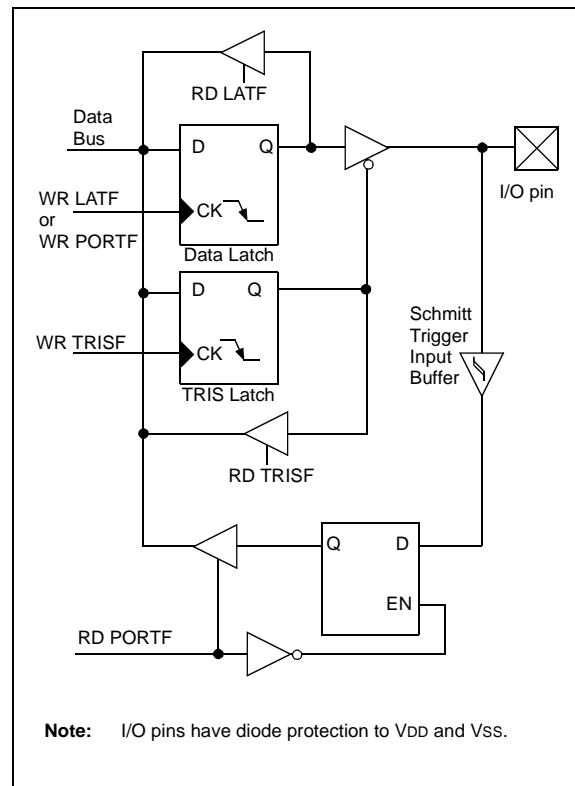 RD LATF
Data
Bus
D Q
I/O pin
WR LATF
or
WR PORTF
CK
Data Latch
D Q
WR TRISF
CK
TRIS Latch
Schmitt
Trigger
Input
Buffer
RD TRISF
Q D
EN
RD PORTF
Note: I/O pins have diode protection to VDD and VSS.